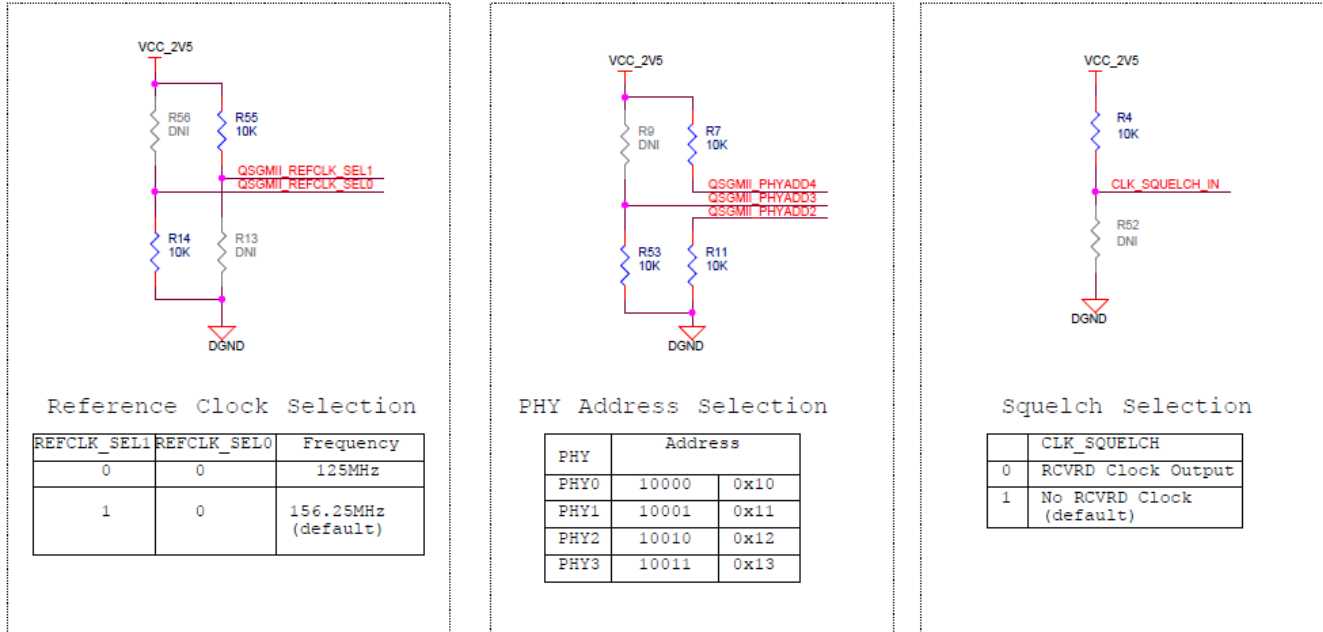 VCC_2V5
R56
DNI
R55
10K
QSGMII_REFCLK_SEL1
QSGMII_REFCLK_SEL0
R14
10K
R13
DNI
DGND
Reference Clock Selection
REFCLK_SEL1 REFCLK_SEL0 Frequency
0 0 125MHz
1 0 156.25MHz
(default)
VCC_2V5
R9
DNI
R7
10K
QSGMII_PHYADD4
QSGMII_PHYADD3
QSGMII_PHYADD2
R53
10K
R11
10K
DGND
PHY Address Selection
PHY Address
PHY0 10000 0x10
PHY1 10001 0x11
PHY2 10010 0x12
PHY3 10011 0x13
VCC_2V5
R4
10K
CLK_SQUELCH_IN
R52
DNI
DGND
Squelch Selection
CLK_SQUELCH
0 RCVRD Clock Output
1 No RCVRD Clock
(default)